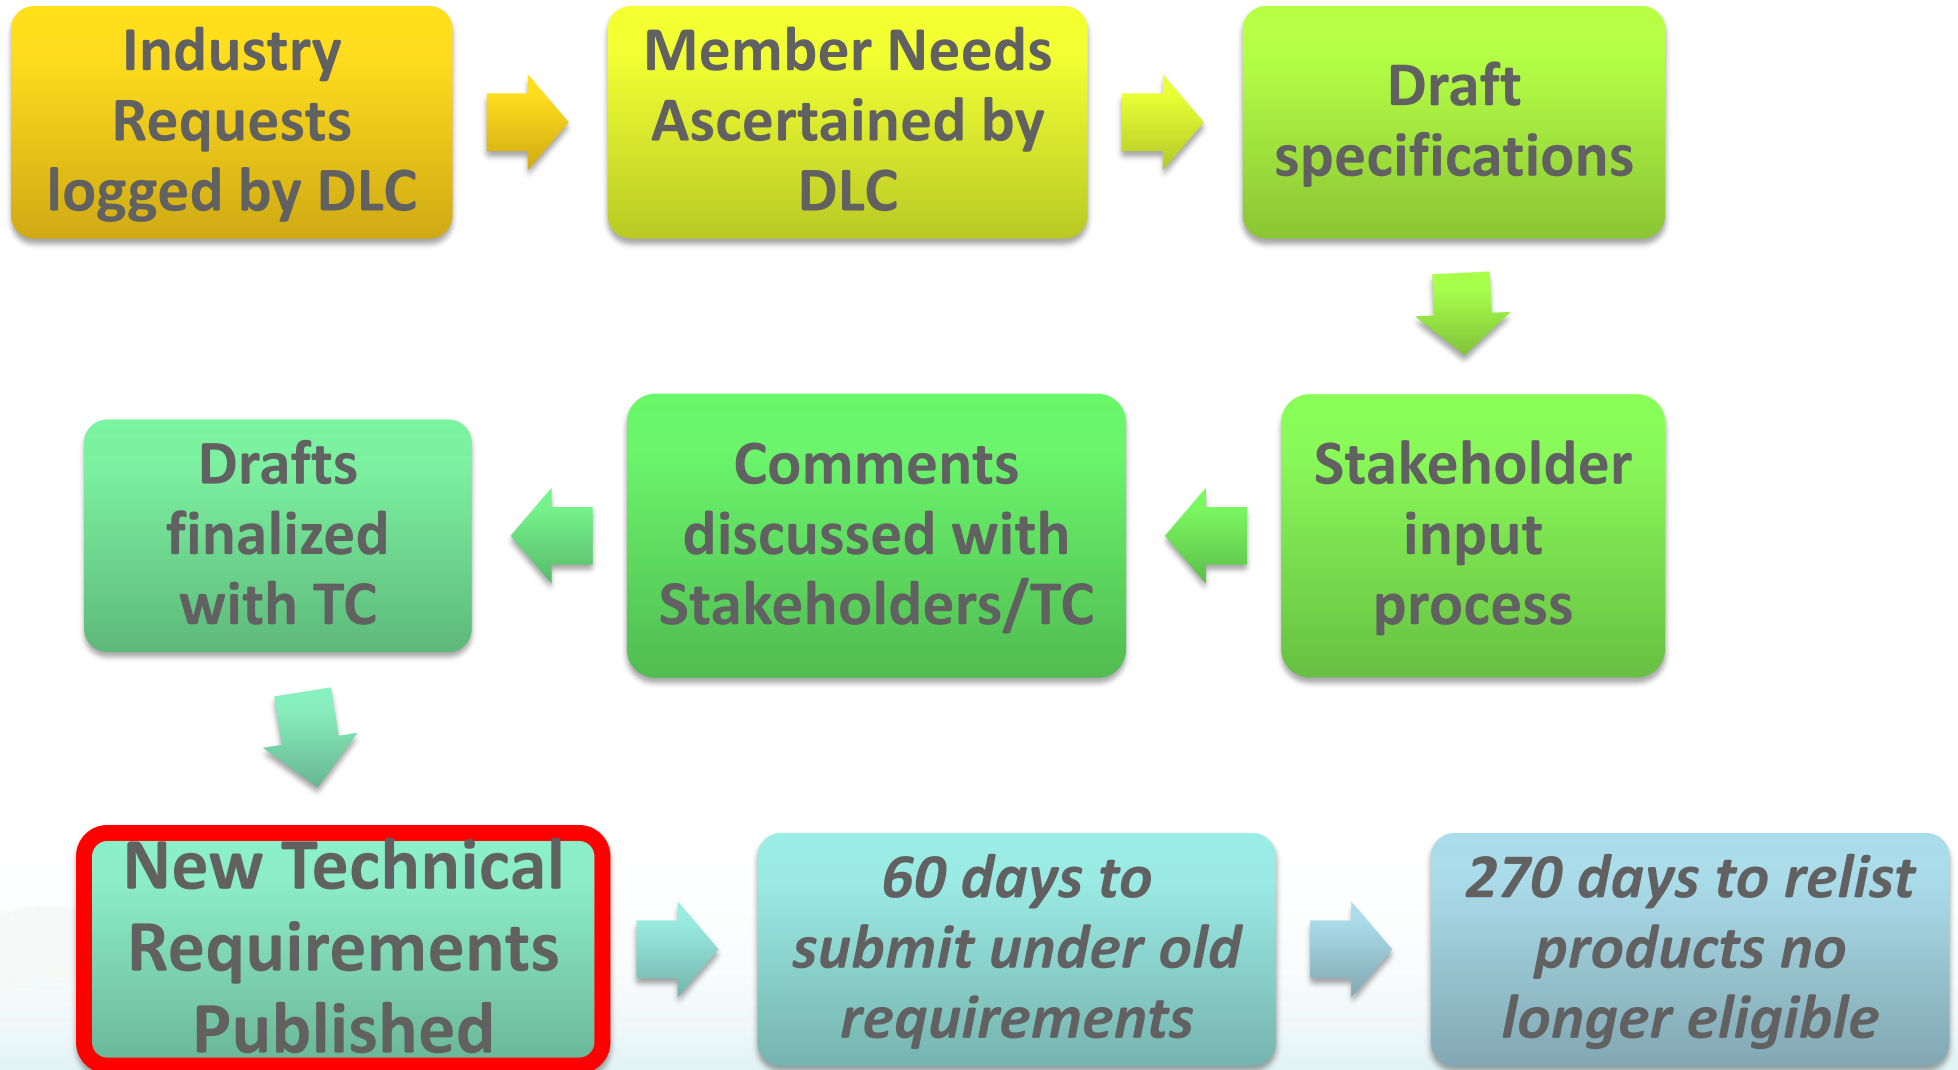 Industry
Requests
logged by DLC
Member Needs
Ascertained by
DLC
Draft
specifications
Stakeholder
input
process
Comments
discussed with
Stakeholders/TC
Drafts
finalized
with TC
New Technical
Requirements
Published
60 days to
submit under old
requirements
270 days to relist
products no
longer eligible